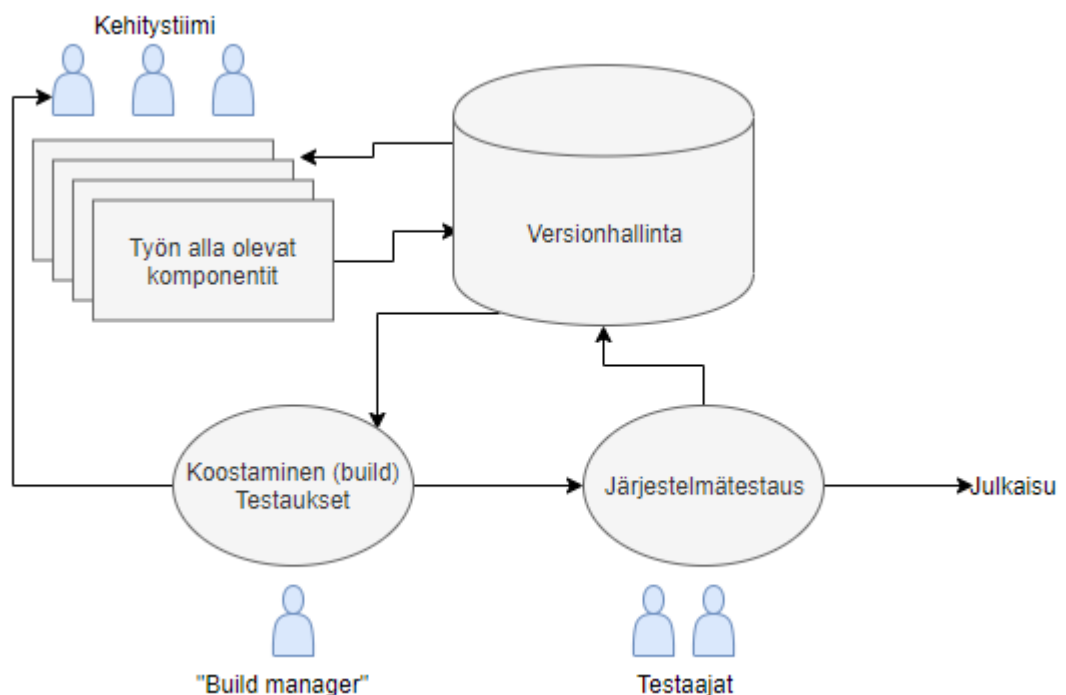 Kehitystiimi
Työn alla olevat
komponentit
Versionhallinta
Koostaminen (build)
Testaukset
Järjestelmätestaus
Julkaisu
"Build manager"
Testaajat